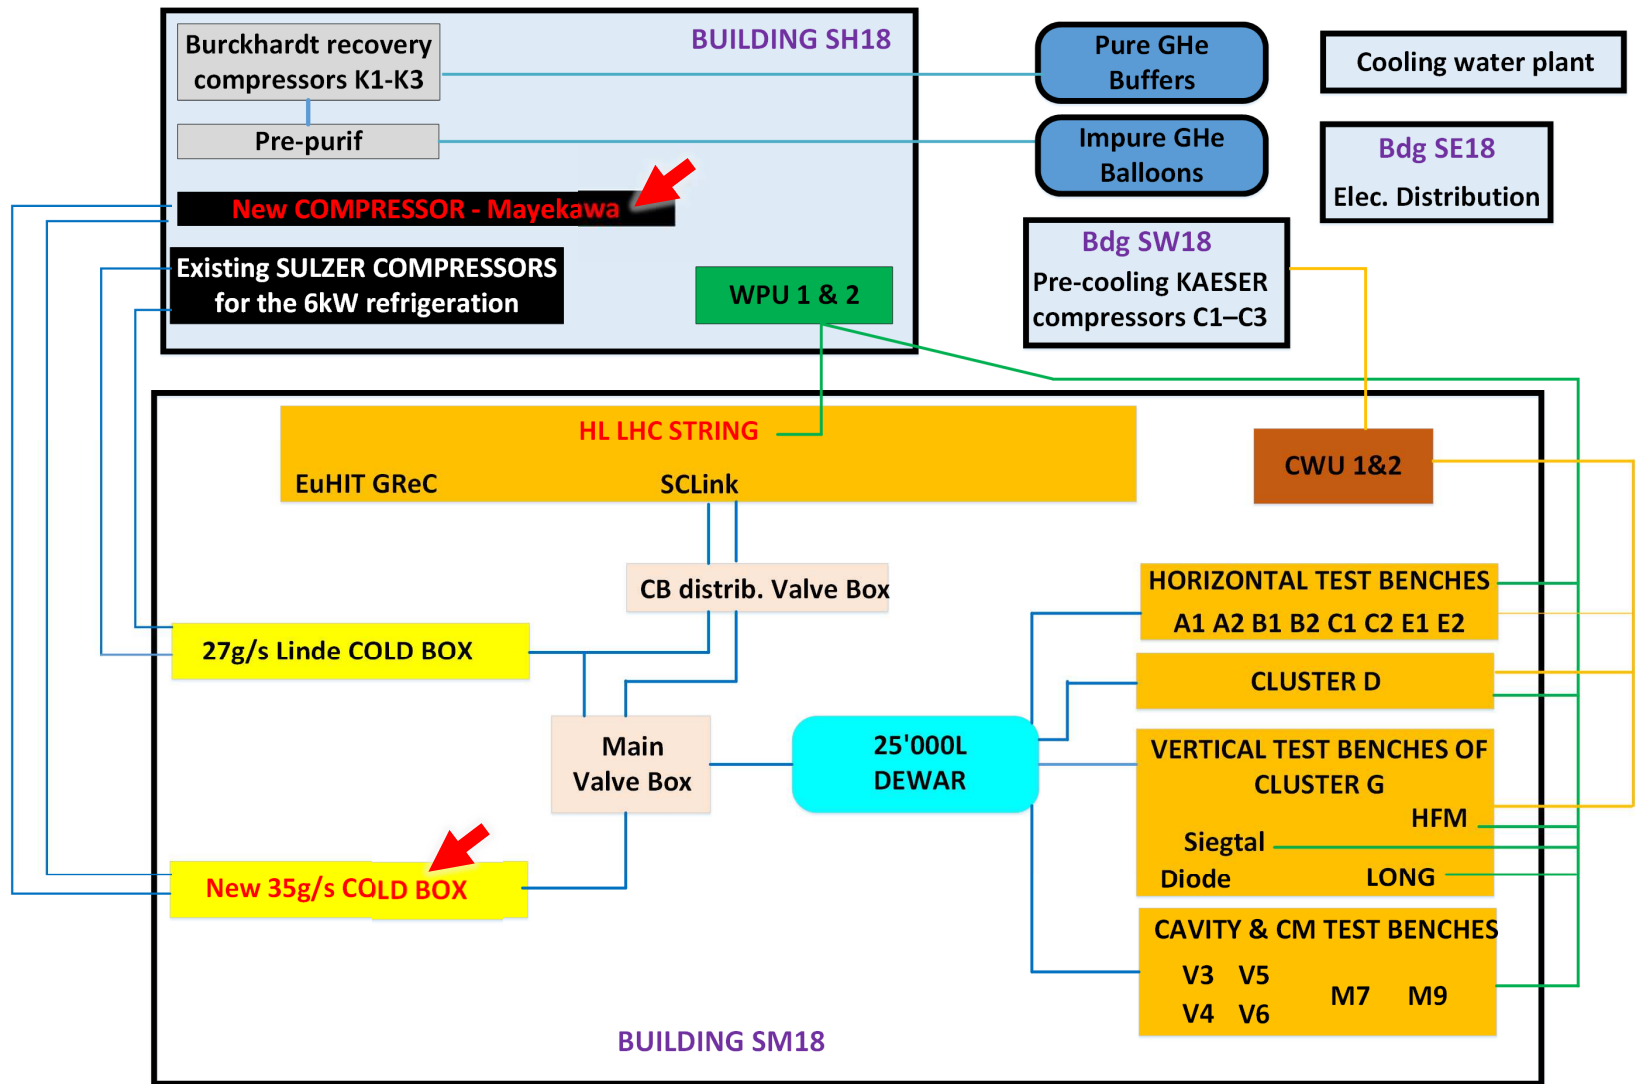 BUILDING SH18
Burckhardt recovery
compressors K1-K3
Pre-purif
New COMPRESSOR - Mayekawa
Existing SULZER COMPRESSORS
for the 6kW refrigeration
WPU 1 & 2
Pure GHe
Buffers
Impure GHe
Balloons
Cooling water plant
Bdg SE18
Elec. Distribution
Bdg SW18
Pre-cooling KAESER
compressors C1–C3
HL LHC STRING
EuHIT GReC
SCLink
CWU 1&2
CB distrib. Valve Box
27g/s Linde COLD BOX
Main
Valve Box
25'000L
DEWAR
New 35g/s COLD BOX
HORIZONTAL TEST BENCHES
A1 A2 B1 B2 C1 C2 E1 E2
CLUSTER D
VERTICAL TEST BENCHES OF
CLUSTER G
HFM
Siegtal
Diode
LONG
CAVITY & CM TEST BENCHES
V3 V5
V4 V6
M7 M9
BUILDING SM18